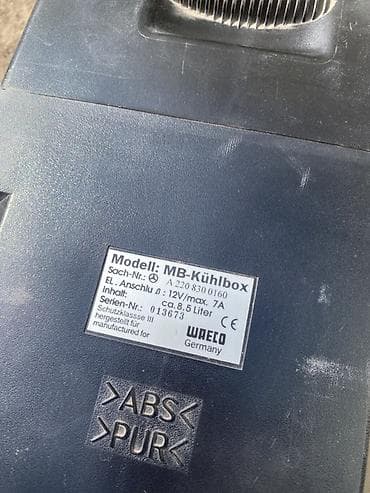 Modell: MB-Kühlbox
Sach-Nr.: A 220 830 0160
El. Anschluß: 12V/max. 7A
Inhalt: ca. 8,5 Liter
Serien-Nr.: 013673
Schutzklassse III
hergestellt für
manufactured for
WAECO
Germany
CE
>ABS<
>PUR<